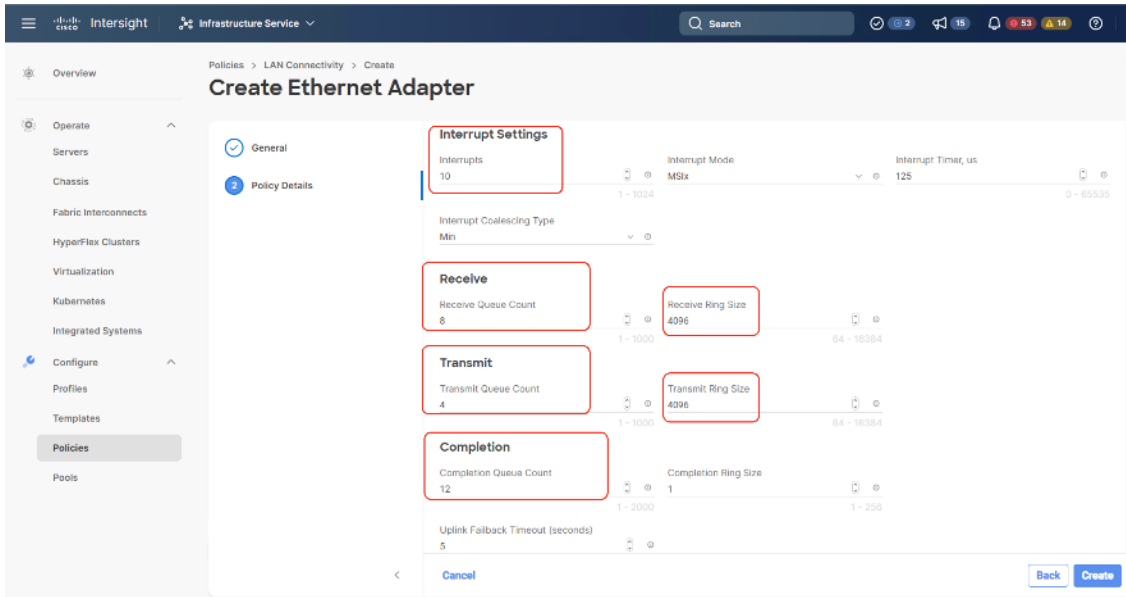 CISCO Intersight Infrastructure Service Search 2 15 53 14
Overview
Operate
Servers
Chassis
Fabric Interconnects
HyperFlex Clusters
Virtualization
Kubernetes
Integrated Systems
Configure
Profiles
Templates
Policies
Pools
Policies > LAN Connectivity > Create
Create Ethernet Adapter
General
2 Policy Details
Interrupt Settings
Interrupts Interrupt Mode Interrupt Timer, us
10 MSIx 125
1 - 1024 0 - 65535
Interrupt Coalescing Type
Min
Receive
Receive Queue Count Receive Ring Size
8 4096
1 - 1000 64 - 16384
Transmit
Transmit Queue Count Transmit Ring Size
4 4096
1 - 1000 64 - 16384
Completion
Completion Queue Count Completion Ring Size
12 1
1 - 2000 1 - 256
Uplink Failback Timeout (seconds)
5
Cancel Back Create